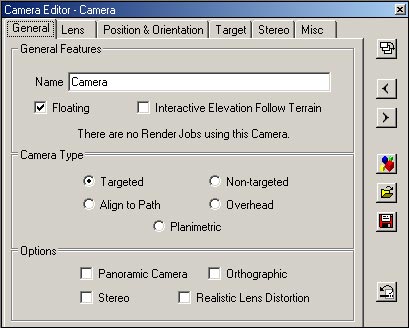 Camera Editor - Camera
General Lens Position & Orientation Target Stereo Misc
General Features
Name Camera
Floating Interactive Elevation Follow Terrain
There are no Render Jobs using this Camera.
Camera Type
Targeted Non-targeted
Align to Path Overhead
Planimetric
Options
Panoramic Camera Orthographic
Stereo Realistic Lens Distortion